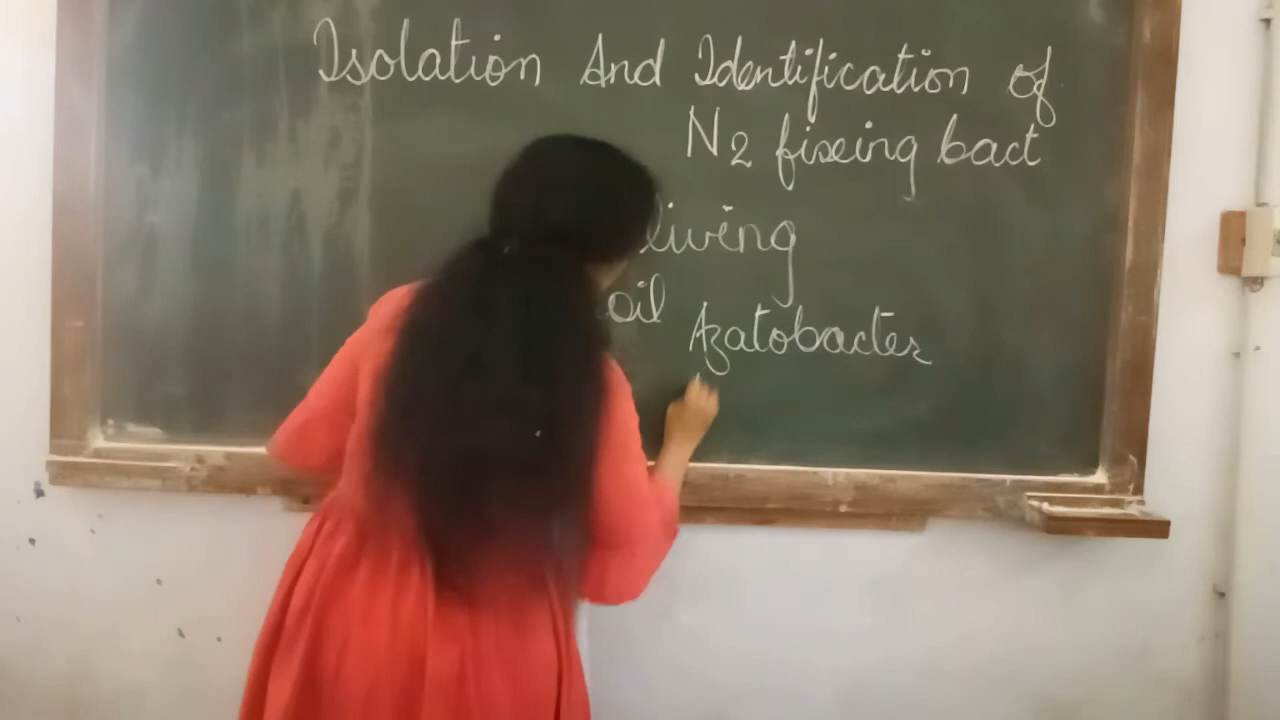 Isolation And Identification of
N2 fixing bact
living
oil
Azatobacter